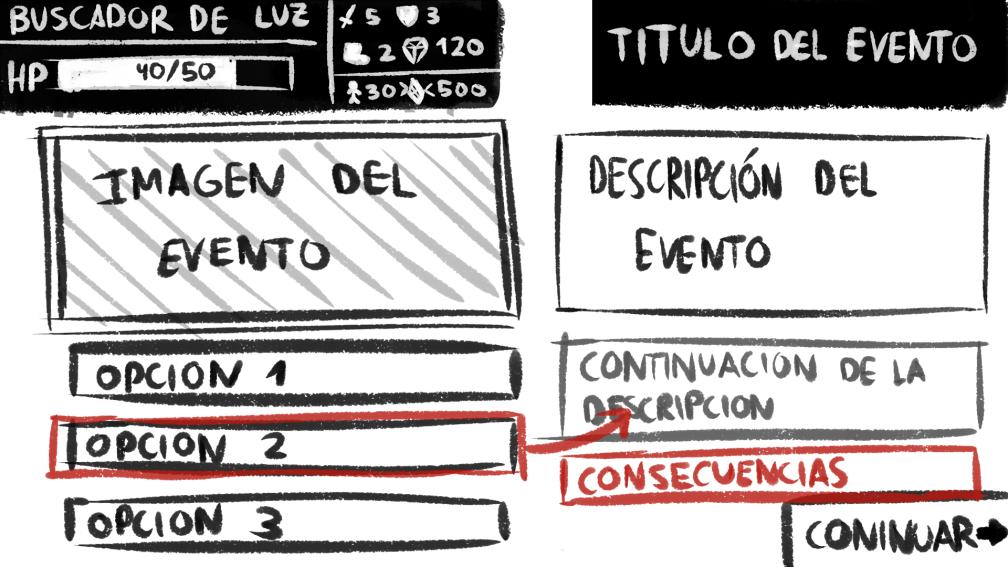 BUSCADOR DE LUZ
5 3
HP 40/50
2 120
30 <500
TITULO DEL EVENTO
IMAGEN DEL
EVENTO
DESCRIPCIÓN DEL
EVENTO
OPCION 1
OPCION 2
OPCION 3
CONTINUACION DE LA
DESCRIPCION
CONSECUENCIAS
CONINUAR